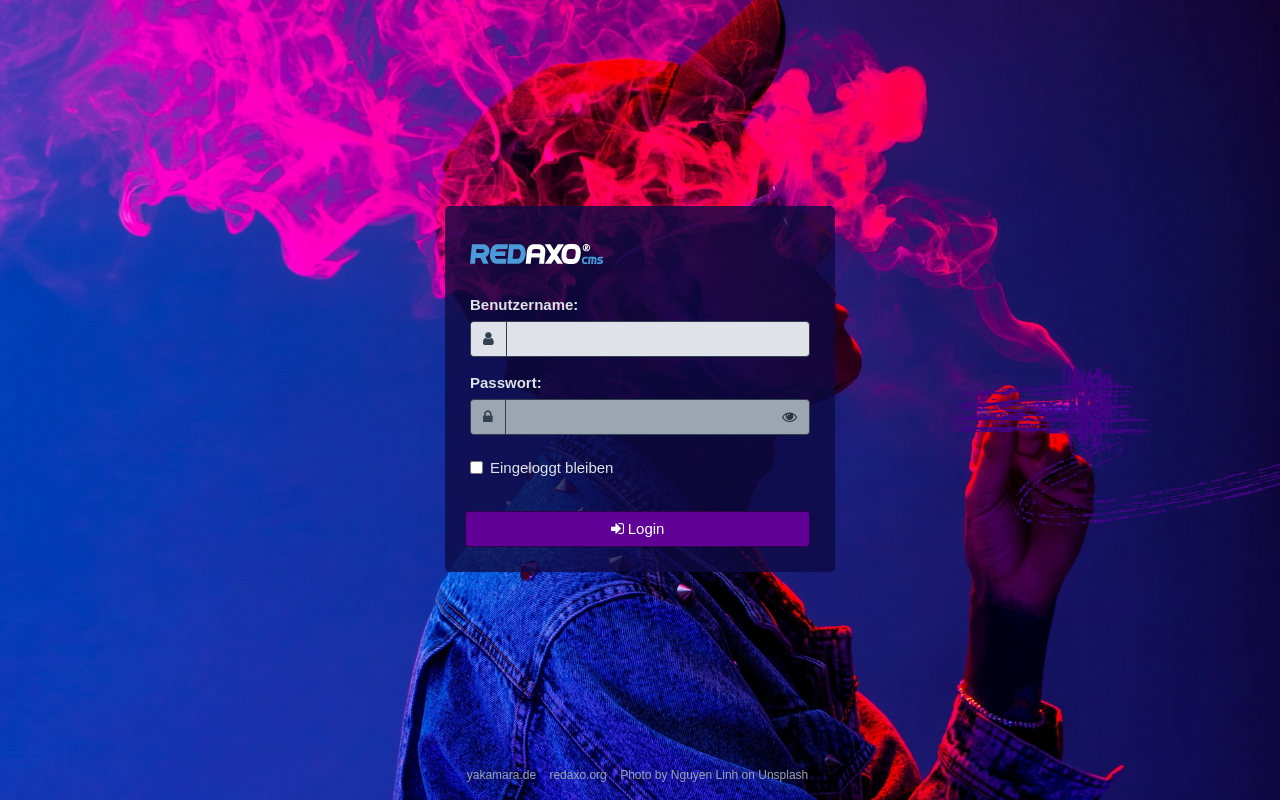 REDAXO® cms
Benutzername:
Passwort:
Eingeloggt bleiben
Login
yakamara.de redaxo.org Photo by Nguyen Linh on Unsplash